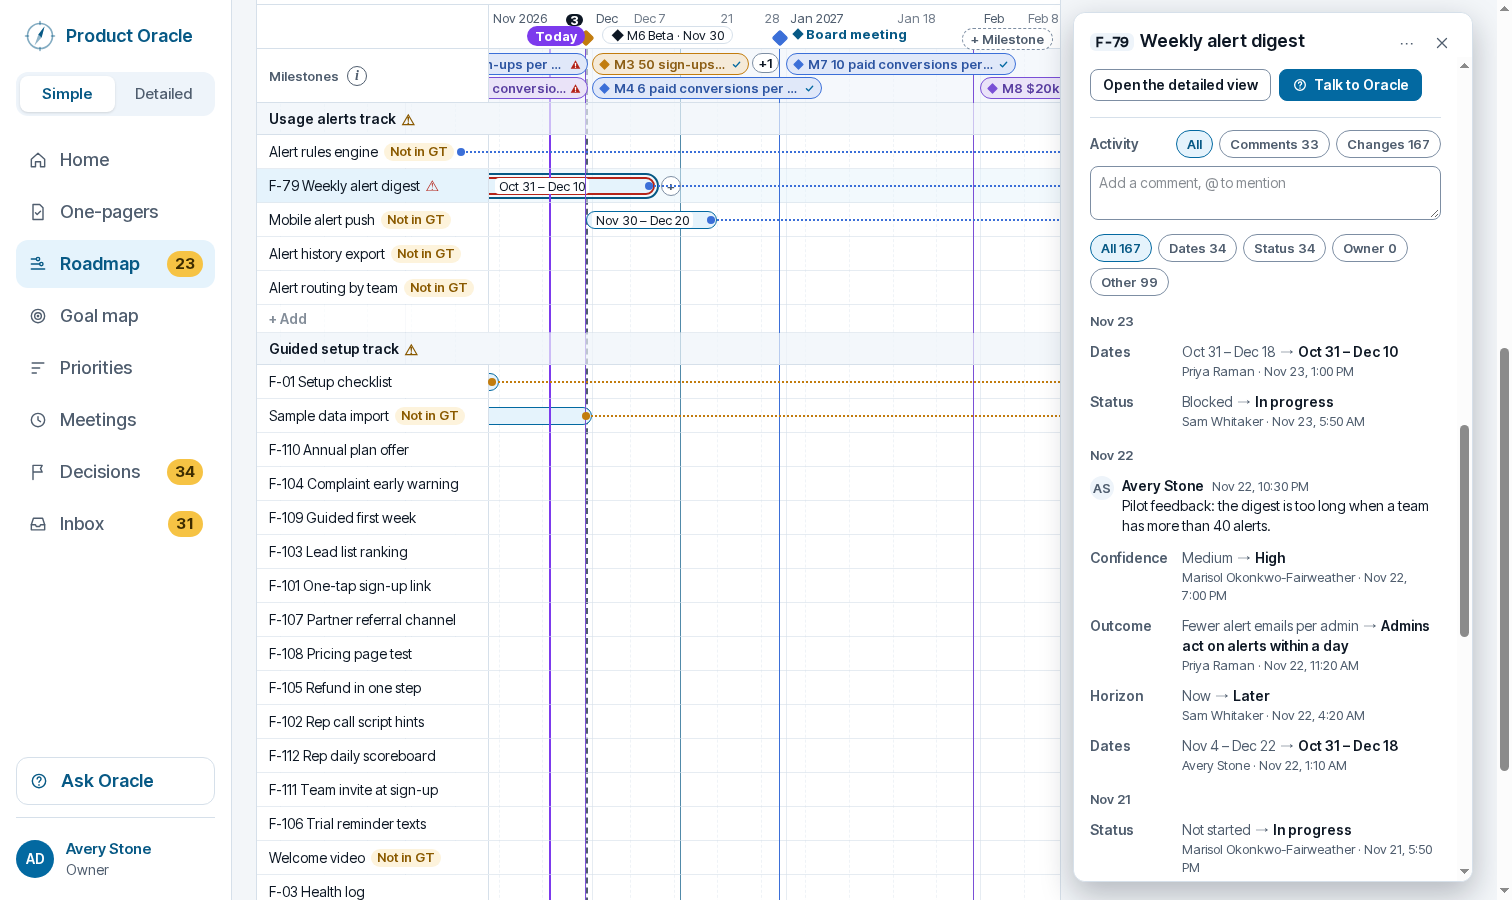 Product Oracle
Simple
Detailed
Home
One-pagers
Roadmap 23
Goal map
Priorities
Meetings
Decisions 34
Inbox 31
Ask Oracle
AD
Avery Stone
Owner
Nov 2026
3
Dec
Dec 7
21
28
Jan 2027
Jan 18
Feb
Feb 8
Today
M6 Beta · Nov 30
Board meeting
+ Milestone
Milestones i
n-ups per ...
M3 50 sign-ups...
+1
M7 10 paid conversions per...
conversio...
M4 6 paid conversions per ...
M8 $20k
Usage alerts track
Alert rules engine Not in GT
F-79 Weekly alert digest
Oct 31 – Dec 10
+
Mobile alert push Not in GT
Nov 30 – Dec 20
Alert history export Not in GT
Alert routing by team Not in GT
+ Add
Guided setup track
F-01 Setup checklist
Sample data import Not in GT
F-110 Annual plan offer
F-104 Complaint early warning
F-109 Guided first week
F-103 Lead list ranking
F-101 One-tap sign-up link
F-107 Partner referral channel
F-108 Pricing page test
F-105 Refund in one step
F-102 Rep call script hints
F-112 Rep daily scoreboard
F-111 Team invite at sign-up
F-106 Trial reminder texts
Welcome video Not in GT
F-03 Health log
F-79 Weekly alert digest
Open the detailed view
Talk to Oracle
Activity
All
Comments 33
Changes 167
Add a comment, @ to mention
All 167
Dates 34
Status 34
Owner 0
Other 99
Nov 23
Dates Oct 31 – Dec 18 → Oct 31 – Dec 10
Priya Raman · Nov 23, 1:00 PM
Status Blocked → In progress
Sam Whitaker · Nov 23, 5:50 AM
Nov 22
AS Avery Stone Nov 22, 10:30 PM
Pilot feedback: the digest is too long when a team
has more than 40 alerts.
Confidence Medium → High
Marisol Okonkwo-Fairweather · Nov 22,
7:00 PM
Outcome Fewer alert emails per admin → Admins
act on alerts within a day
Priya Raman · Nov 22, 11:20 AM
Horizon Now → Later
Sam Whitaker · Nov 22, 4:20 AM
Dates Nov 4 – Dec 22 → Oct 31 – Dec 18
Avery Stone · Nov 22, 1:10 AM
Nov 21
Status Not started → In progress
Marisol Okonkwo-Fairweather · Nov 21, 5:50
PM